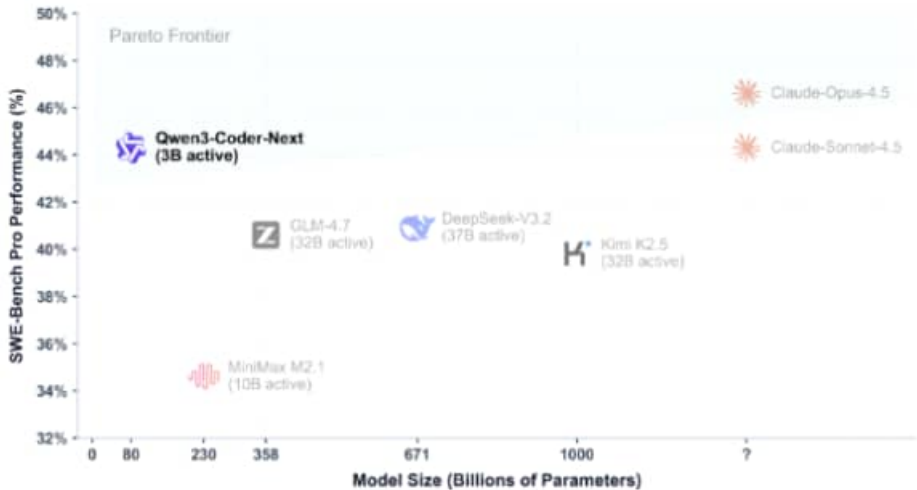 50%
Pareto Frontier
48%
46%
Claude-Opus-4.5
Qwen3-Coder-Next
(3B active)
44%
Claude-Sonnet-4.5
42%
GLM-4.7
(32B active)
DeepSeek-V3.2
(37B active)
40%
Kimi K2.5
(32B active)
38%
36%
MiniMax M2.1
(10B active)
34%
32%
0 80 230 358 671 1000 ?
SWE-Bench Pro Performance (%)
Model Size (Billions of Parameters)